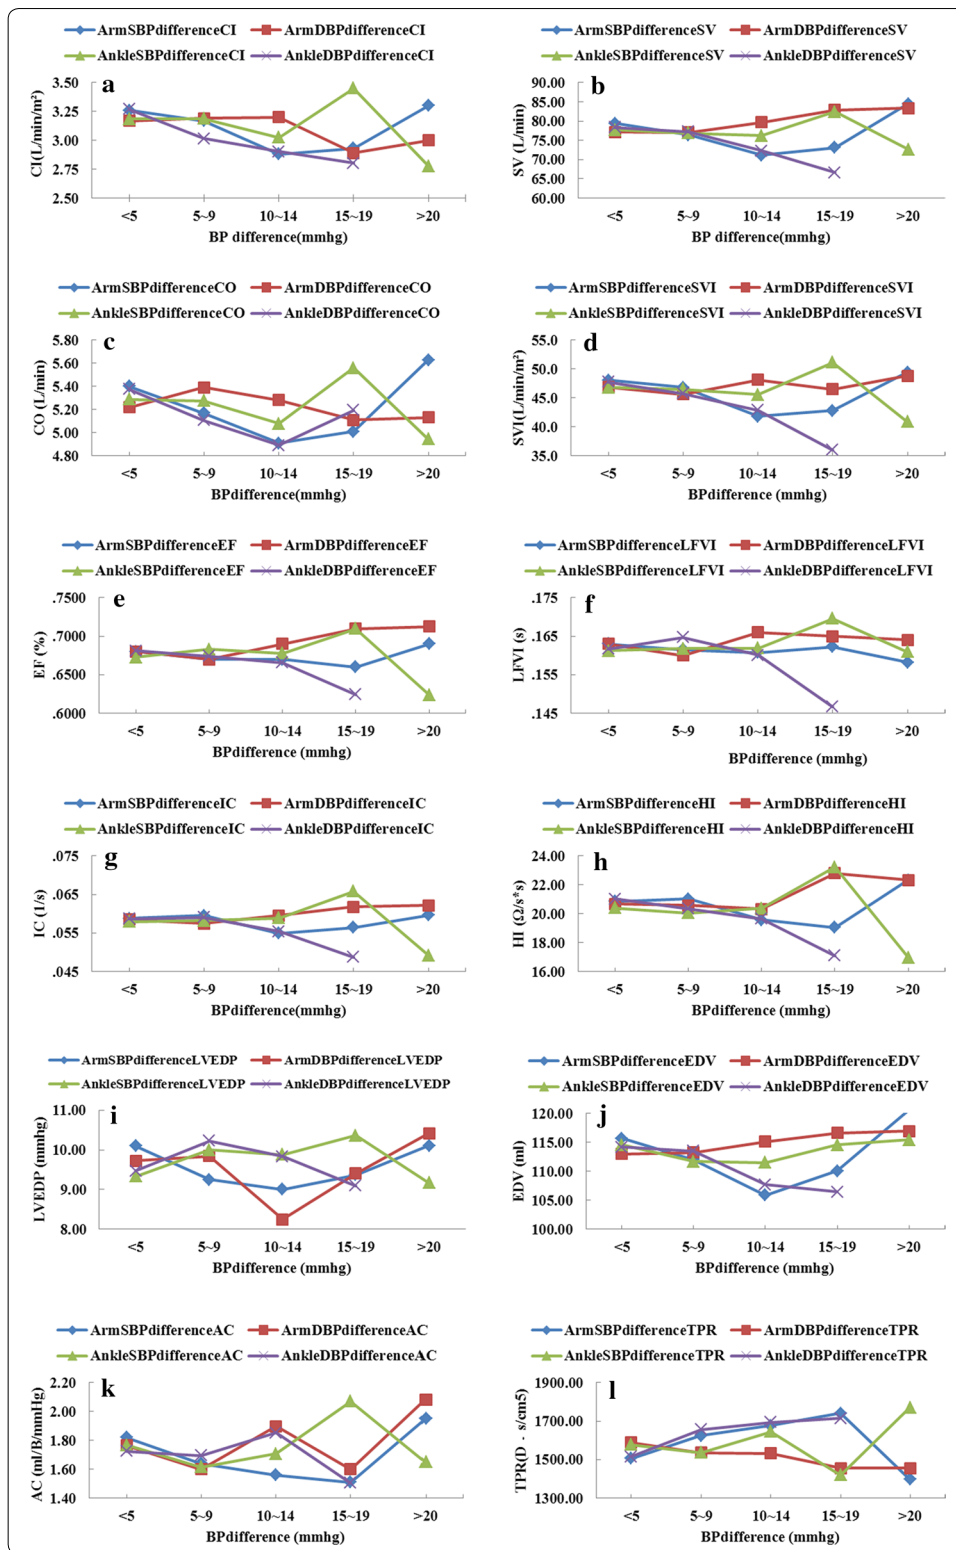 ArmSBPdifferenceCI ArmDBPdifferenceCI
AnkleSBPdifferenceCI AnkleDBPdifferenceCI
a
CI(L/min/m²)
3.50
3.25
3.00
2.75
2.50
<5 5~9 10~14 15~19 >20
BP difference(mmhg)
ArmSBPdifferenceSV ArmDBPdifferenceSV
AnkleSBPdifferenceSV AnkleDBPdifferenceSV
b
SV (L/min)
90.00
85.00
80.00
75.00
70.00
65.00
60.00
<5 5~9 10~14 15~19 >20
BP difference(mmhg)
ArmSBPdifferenceCO ArmDBPdifferenceCO
AnkleSBPdifferenceCO AnkleDBPdifferenceCO
c
CO (L/min)
5.80
5.60
5.40
5.20
5.00
4.80
<5 5~9 10~14 15~19 >20
BPdifference(mmhg)
ArmSBPdifferenceSVI ArmDBPdifferenceSVI
AnkleSBPdifferenceSVI AnkleDBPdifferenceSVI
d
SVI(L/min/m²)
50.0
45.0
40.0
35.0
<5 5~9 10~14 15~19 >20
BPdifference (mmhg)
ArmSBPdifferenceEF ArmDBPdifferenceEF
AnkleSBPdifferenceEF AnkleDBPdifferenceEF
e
EF (%)
.7500
.7000
.6500
.6000
<5 5~9 10~14 15~19 >20
BPdifference (mmhg)
ArmSBPdifferenceLFVI ArmDBPdifferenceLFVI
AnkleSBPdifferenceLFVI AnkleDBPdifferenceLFVI
f
LFVI (s)
.175
.165
.155
.145
<5 5~9 10~14 15~19 >20
BPdifference (mmhg)
ArmSBPdifferenceIC ArmDBPdifferenceIC
AnkleSBPdifferenceIC AnkleDBPdifferenceIC
g
IC (1/s)
.075
.065
.055
.045
<5 5~9 10~14 15~19 >20
BPdifference(mmhg)
ArmSBPdifferenceHI ArmDBPdifferenceHI
AnkleSBPdifferenceHI AnkleDBPdifferenceHI
h
HI (Ω/s*s)
24.00
22.00
20.00
18.00
16.00
<5 5~9 10~14 15~19 >20
BPdifference (mmhg)
ArmSBPdifferenceLVEDP ArmDBPdifferenceLVEDP
AnkleSBPdifferenceLVEDP AnkleDBPdifferenceLVEDP
i
LVEDP (mmhg)
11.00
10.00
9.00
8.00
<5 5~9 10~14 15~19 >20
BPdifference (mmhg)
ArmSBPdifferenceEDV ArmDBPdifferenceEDV
AnkleSBPdifferenceEDV AnkleDBPdifferenceEDV
j
EDV (ml)
120.00
115.00
110.00
105.00
100.00
<5 5~9 10~14 15~19 >20
BPdifference (mmhg)
ArmSBPdifferenceAC ArmDBPdifferenceAC
AnkleSBPdifferenceAC AnkleDBPdifferenceAC
k
AC (ml/B/mmHg)
2.20
2.00
1.80
1.60
1.40
<5 5~9 10~14 15~19 >20
BPdifference (mmhg)
ArmSBPdifferenceTPR ArmDBPdifferenceTPR
AnkleSBPdifferenceTPR AnkleDBPdifferenceTPR
l
TPR(D · s/cm5)
1900.00
1700.00
1500.00
1300.00
<5 5~9 10~14 15~19 >20
BPdifference (mmhg)